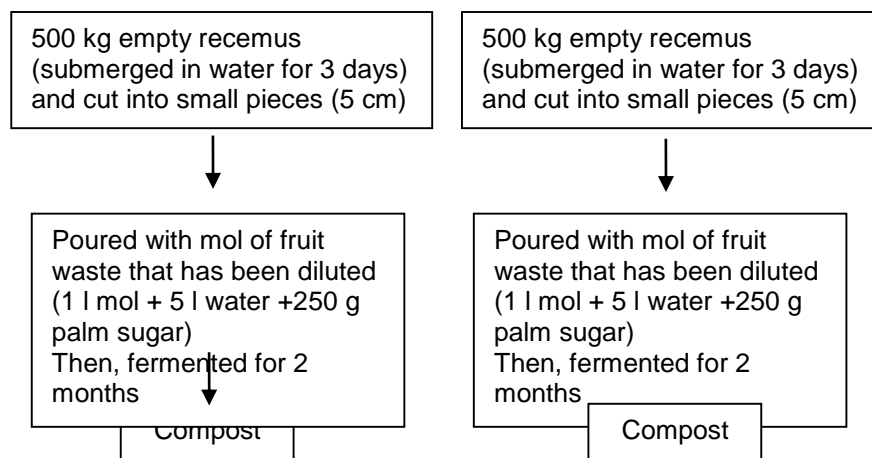 500 kg empty recemus
(submerged in water for 3 days)
and cut into small pieces (5 cm)
Poured with mol of fruit
waste that has been diluted
(1 l mol + 5 l water +250 g
palm sugar)
Then, fermented for 2
months
Compost
500 kg empty recemus
(submerged in water for 3 days)
and cut into small pieces (5 cm)
Poured with mol of fruit
waste that has been diluted
(1 l mol + 5 l water +250 g
palm sugar)
Then, fermented for 2
months
Compost